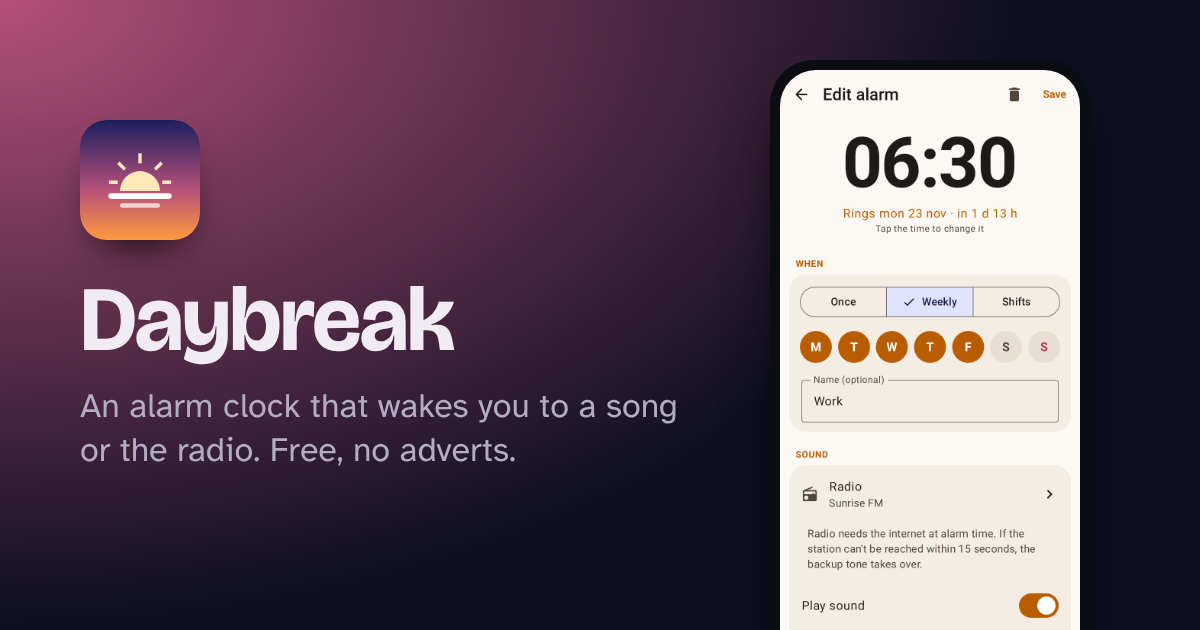 Daybreak
An alarm clock that wakes you to a song
or the radio. Free, no adverts.
Edit alarm
Save
06:30
Rings mon 23 nov · in 1 d 13 h
Tap the time to change it
WHEN
Once
Weekly
Shifts
M T W T F S S
Name (optional)
Work
SOUND
Radio
Sunrise FM
Radio needs the internet at alarm time. If the
station can't be reached within 15 seconds, the
backup tone takes over.
Play sound